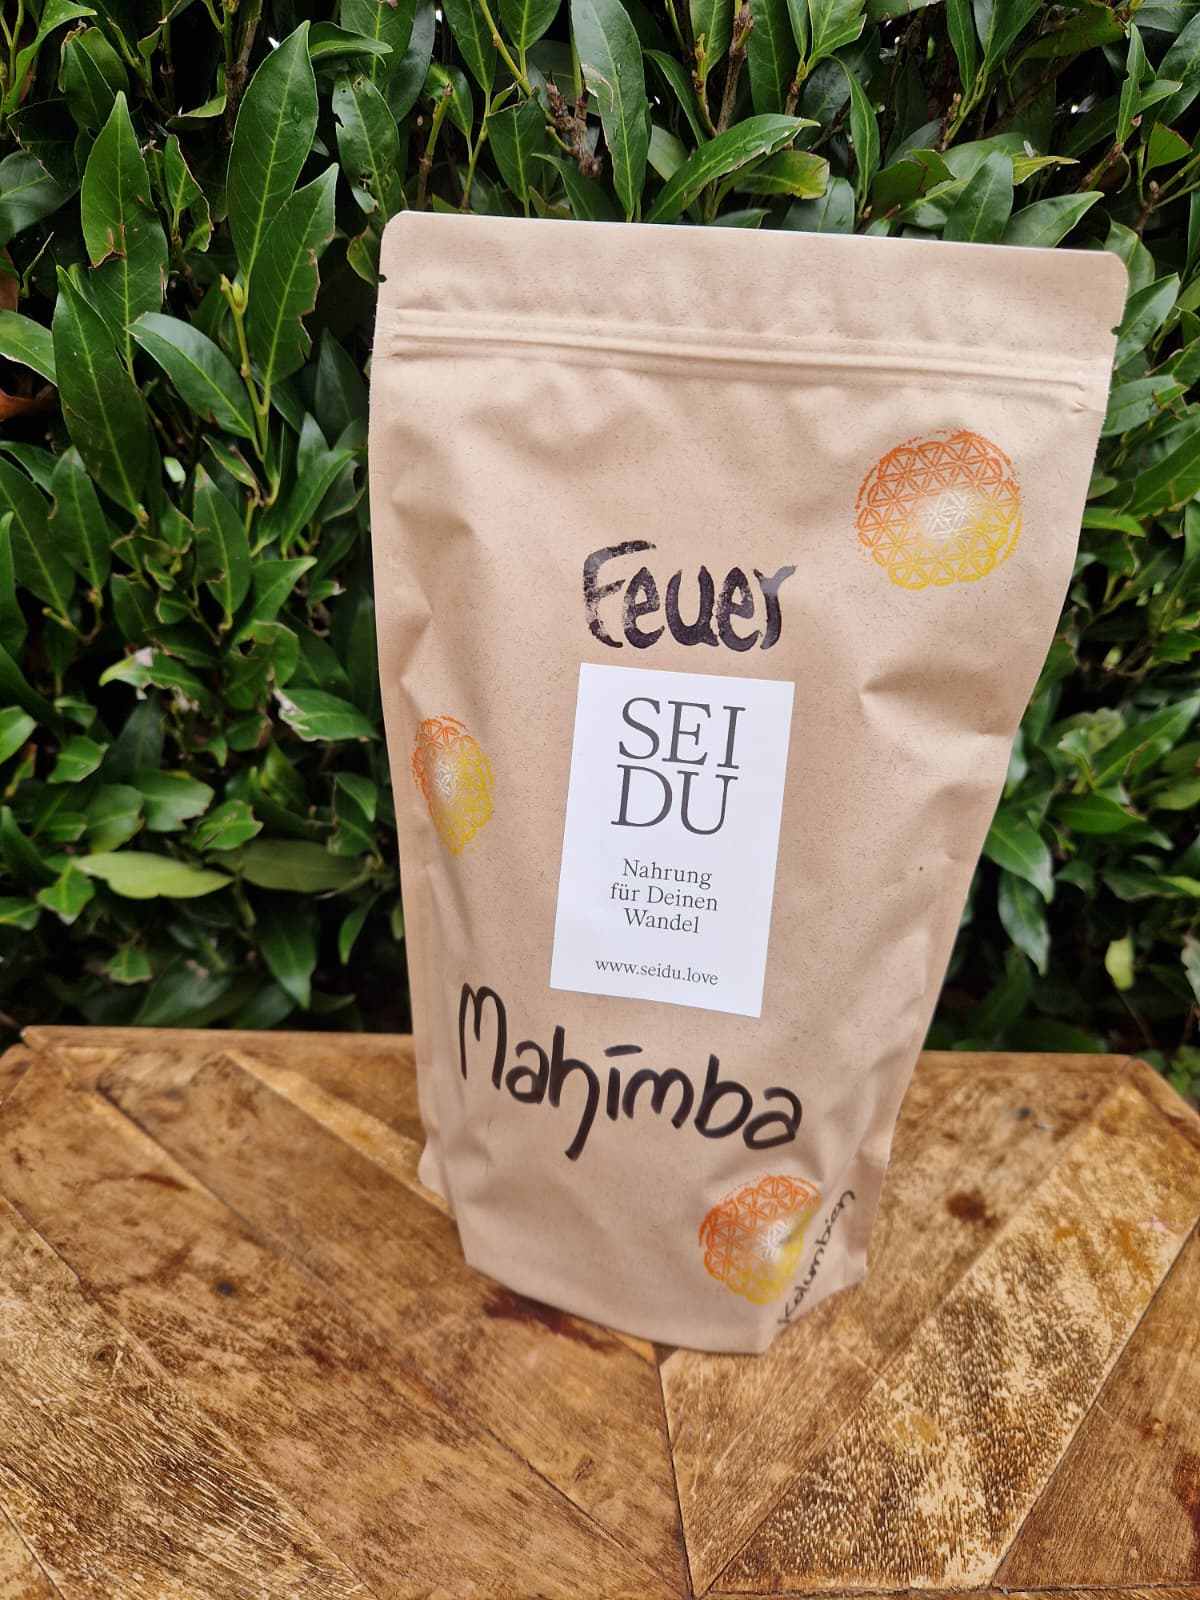 Feuer
SEI
DU
Nahrung
für Deinen
Wandel
www.seidu.love
Mahimba
Kolumbien